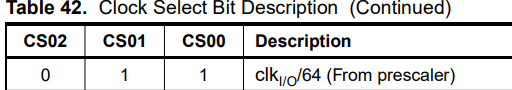 Table 42. Clock Select Bit Description (Continued)
CS02 CS01 CS00 Description
0 1 1 clkI/O/64 (From prescaler)